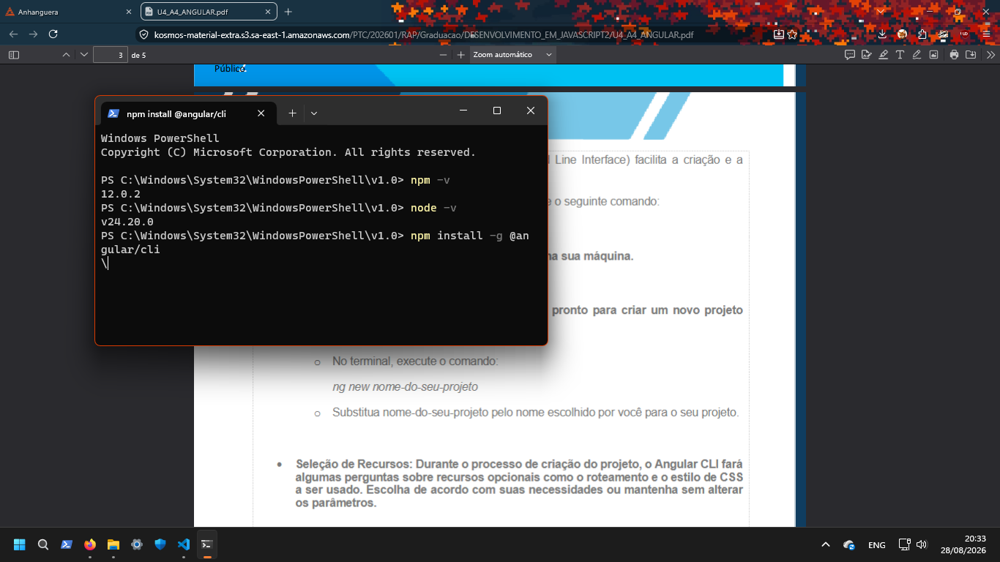 Anhanguera
U4_A4_ANGULAR.pdf
kosmos-material-extra.s3.sa-east-1.amazonaws.com/PTC/202601/RAP/Graduacao/DESENVOLVIMENTO_EM_JAVASCRIPT2/U4_A4_ANGULAR.pdf
3 de 5
Zoom automático
Público
npm install @angular/cli
Windows PowerShell
Copyright (C) Microsoft Corporation. All rights reserved.
PS C:\Windows\System32\WindowsPowerShell\v1.0> npm -v
12.0.2
PS C:\Windows\System32\WindowsPowerShell\v1.0> node -v
v24.20.0
PS C:\Windows\System32\WindowsPowerShell\v1.0> npm install -g @an
gular/cli
\
Line Interface) facilita a criação e a
e o seguinte comando:
na sua máquina.
pronto para criar um novo projeto
o No terminal, execute o comando:
ng new nome-do-seu-projeto
o Substitua nome-do-seu-projeto pelo nome escolhido por você para o seu projeto.
• Seleção de Recursos: Durante o processo de criação do projeto, o Angular CLI fará
algumas perguntas sobre recursos opcionais como o roteamento e o estilo de CSS
a ser usado. Escolha de acordo com suas necessidades ou mantenha sem alterar
os parâmetros.
ENG
20:33
28/08/2026